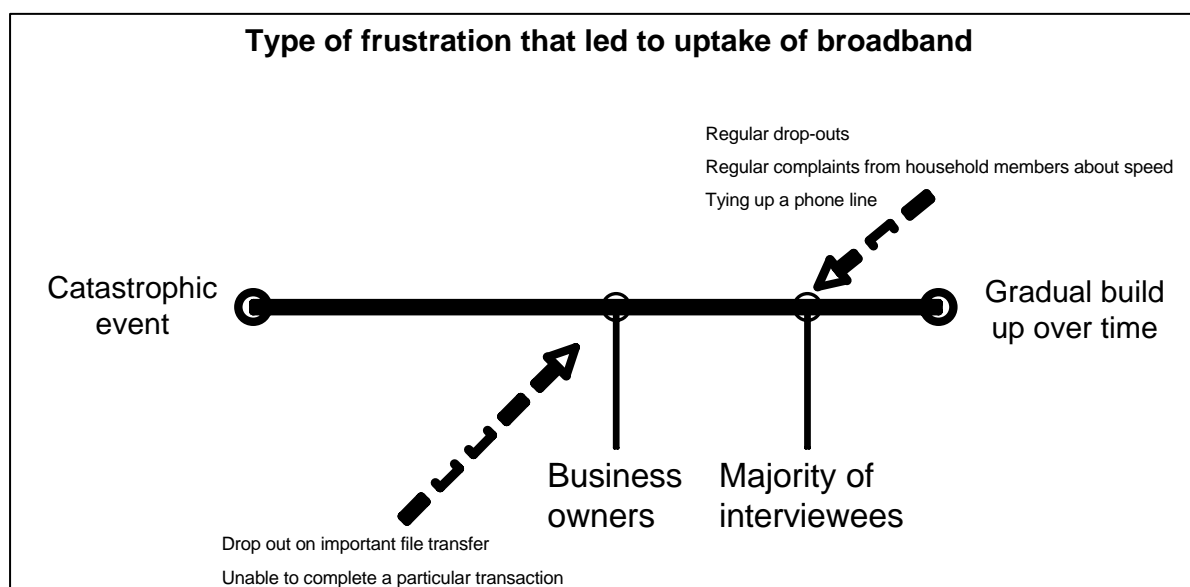 Type of frustration that led to uptake of broadband
Regular drop-outs
Regular complaints from household members about speed
Tying up a phone line
Catastrophic
event
Gradual build
up over time
Business
owners
Majority of
interviewees
Drop out on important file transfer
Unable to complete a particular transaction